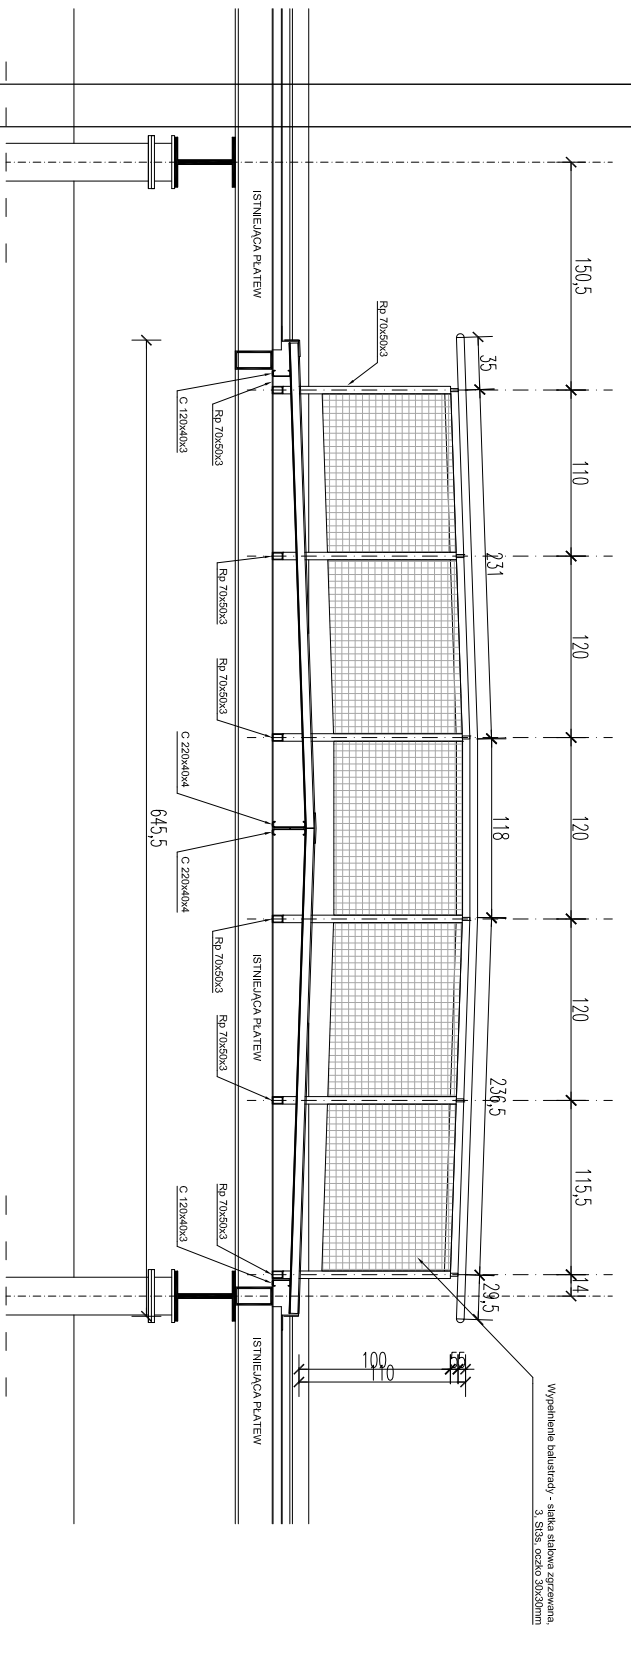 150,5
110
120
120
120
115,5
14
35
231
118
236,5
29,5
Rp 70x50x3
ISTNIEJĄCA PŁATEW
C 120x40x3
Rp 70x50x3
Rp 70x50x3
Rp 70x50x3
C 220x40x4
C 220x40x4
Rp 70x50x3
ISTNIEJĄCA PŁATEW
Rp 70x50x3
Rp 70x50x3
C 120x40x3
ISTNIEJĄCA PŁATEW
645,5
100
110
Wypełnienie balustrady - siatka stalowa zgrzewana,
3, St3s, oczko 30x30mm